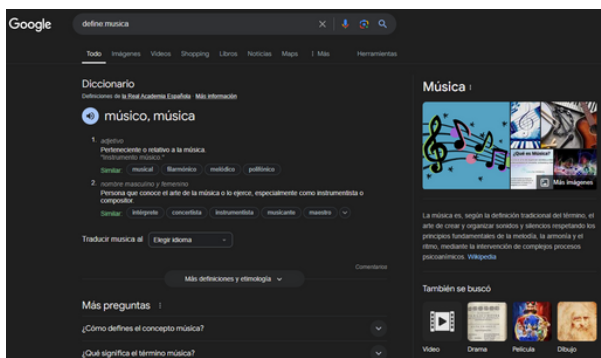 Google
define musica
Todo Imágenes Videos Shopping Libros Noticias Maps Más Herramientas
Diccionario
Definiciones de la Real Academia Española Más información
músico, música
1. adjetivo
Perteneciente o relativo a la música.
"Instrumento músico."
Similar: musical filarmónico melódico polifónico
2. nombre masculino y femenino
Persona que conoce el arte de la música o lo ejerce, especialmente como instrumentista o
compositor.
Similar: intérprete concertista instrumentista musicante maestro
Traducir musica al Elegir idioma
Comentarios
Más definiciones y etimología
Más preguntas
¿Cómo defines el concepto música?
¿Qué significa el término música?
Música
¿Qué es Música?
Más imágenes
La música es, según la definición tradicional del término, el
arte de crear y organizar sonidos y silencios respetando los
principios fundamentales de la melodía, la armonía y el
ritmo, mediante la intervención de complejos procesos
psicoanímicos. Wikipedia
También se buscó
Video Drama Película Dibujo